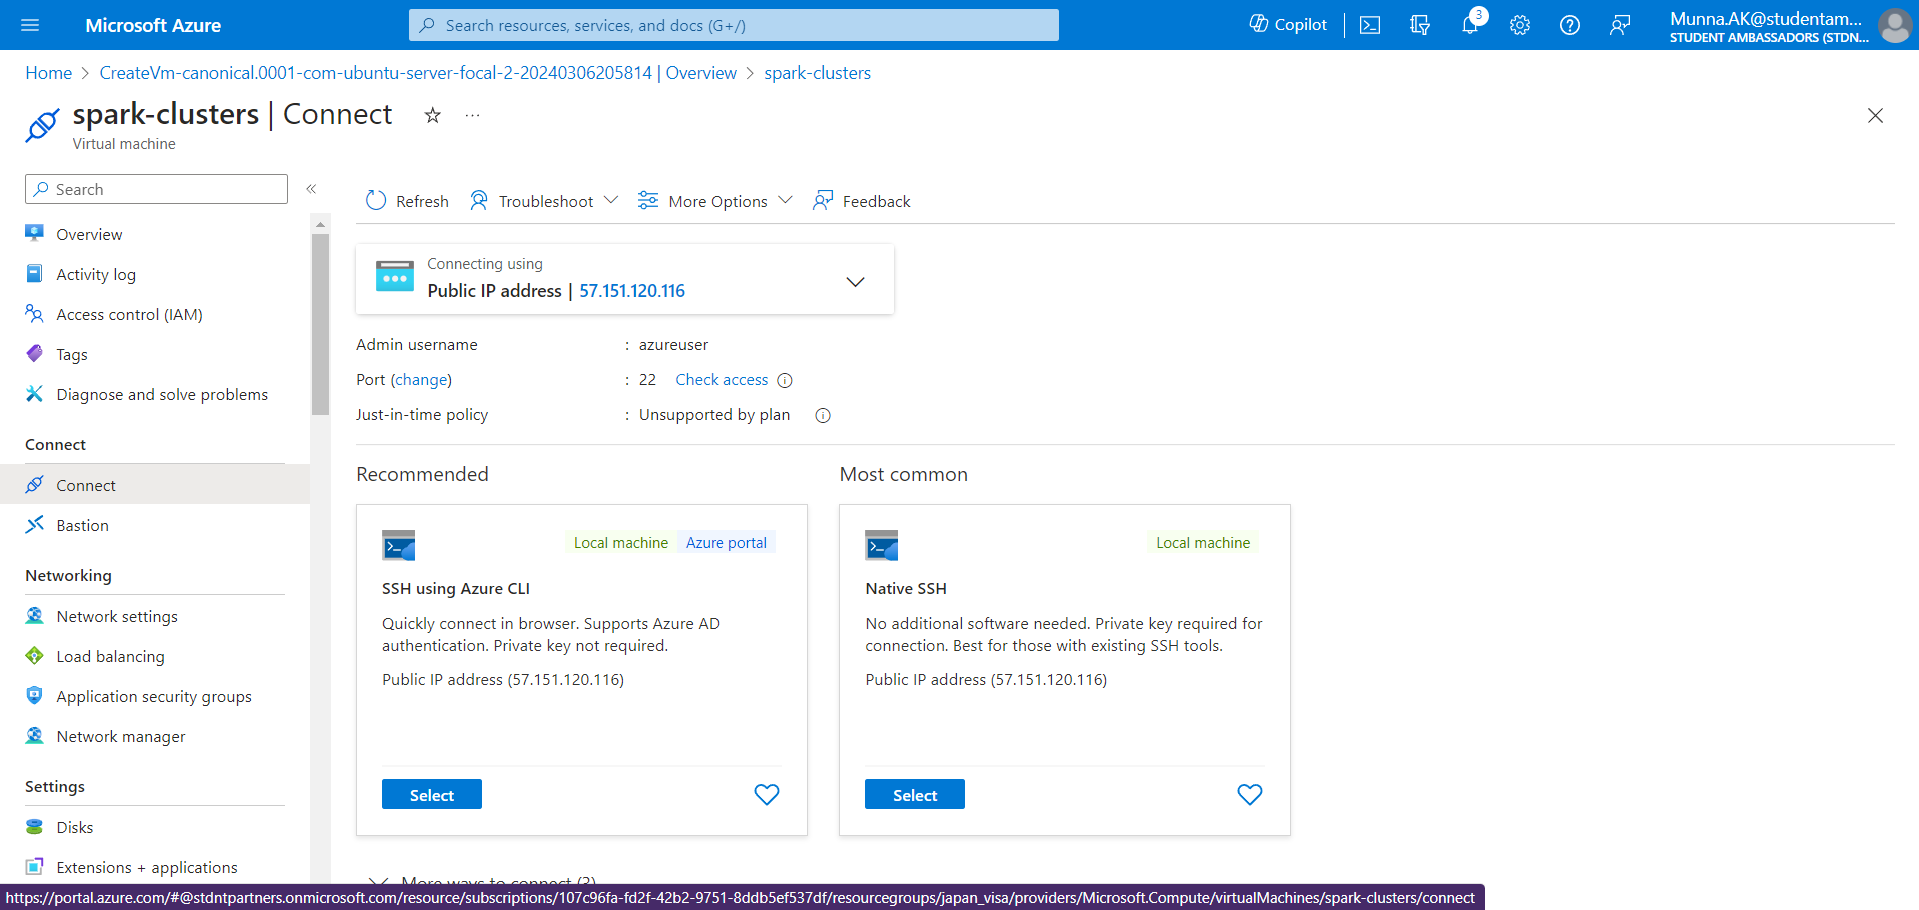 Microsoft Azure
Search resources, services, and docs (G+/)
Copilot
3
Munna.AK@studentam...
STUDENT AMBASSADORS (STDN...
Home > CreateVm-canonical.0001-com-ubuntu-server-focal-2-20240306205814 | Overview > spark-clusters
spark-clusters | Connect
Virtual machine
Search
Overview
Activity log
Access control (IAM)
Tags
Diagnose and solve problems
Connect
Connect
Bastion
Networking
Network settings
Load balancing
Application security groups
Network manager
Settings
Disks
Extensions + applications
Refresh
Troubleshoot
More Options
Feedback
Connecting using
Public IP address | 57.151.120.116
Admin username : azureuser
Port (change) : 22 Check access
Just-in-time policy : Unsupported by plan
Recommended
Local machine Azure portal
SSH using Azure CLI
Quickly connect in browser. Supports Azure AD
authentication. Private key not required.
Public IP address (57.151.120.116)
Select
Most common
Local machine
Native SSH
No additional software needed. Private key required for
connection. Best for those with existing SSH tools.
Public IP address (57.151.120.116)
Select
More ways to connect (3)
https://portal.azure.com/#@stdntpartners.onmicrosoft.com/resource/subscriptions/107c96fa-fd2f-42b2-9751-8ddb5ef537df/resourcegroups/japan_visa/providers/Microsoft.Compute/virtualMachines/spark-clusters/connect